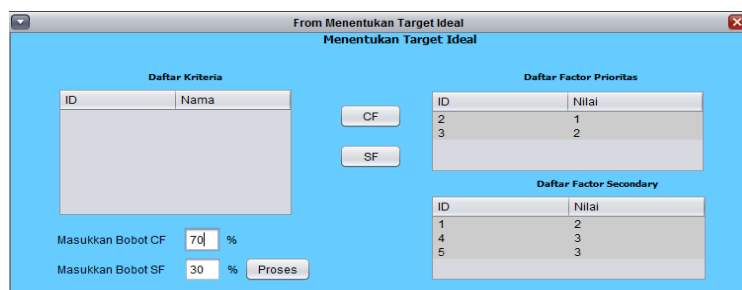 From Menentukan Target Ideal
Menentukan Target Ideal
Daftar Kriteria
ID Nama
CF
SF
Masukkan Bobot CF 70 %
Masukkan Bobot SF 30 % Proses
Daftar Factor Prioritas
ID Nilai
2 1
3 2
Daftar Factor Secondary
ID Nilai
1 2
4 3
5 3